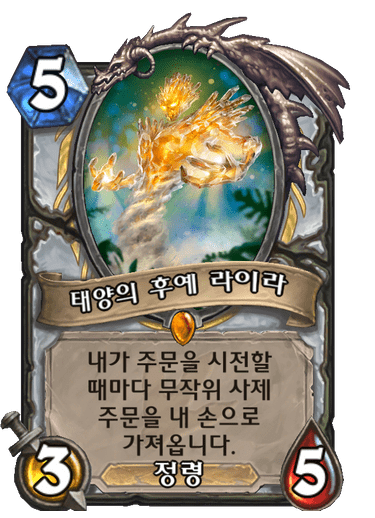 5
태양의 후예 라이라
내가 주문을 시전할
때마다 무작위 사제
주문을 내 손으로
가져옵니다.
정령
3
5